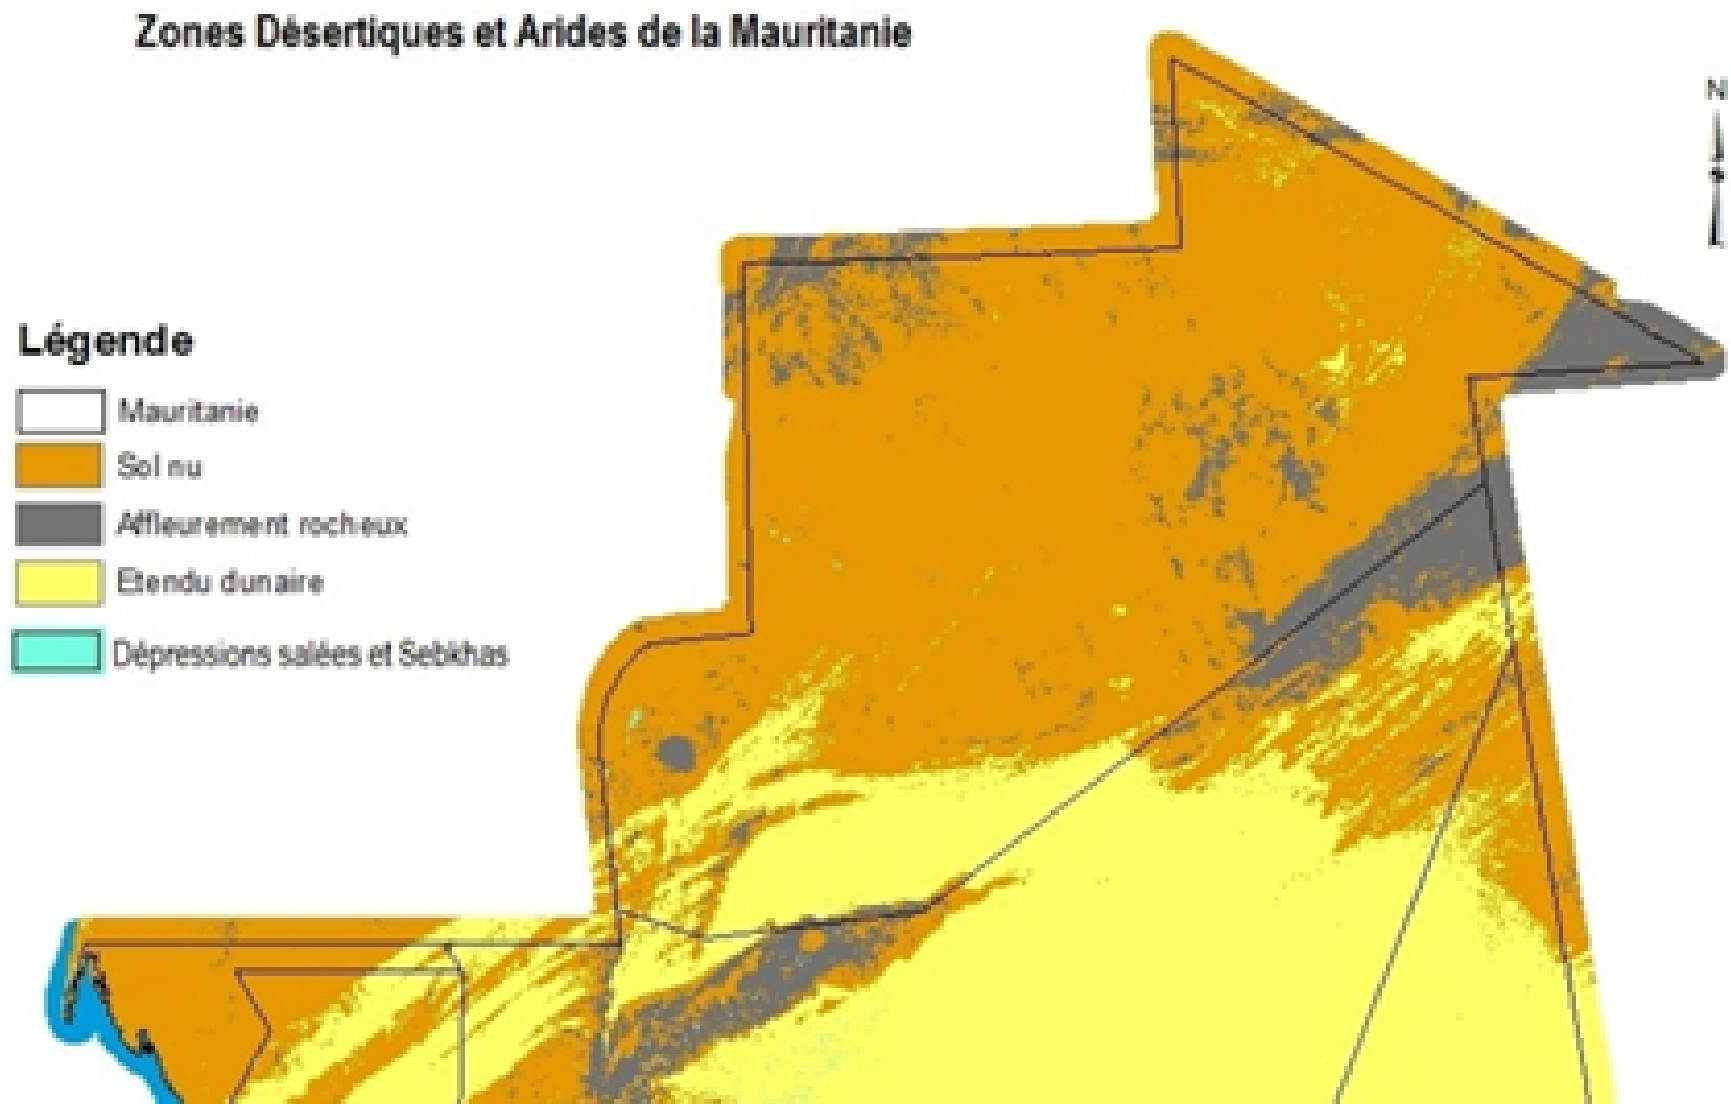 Zones Désertiques et Arides de la Mauritanie
N
Légende
Mauritanie
Sol nu
Affleurement rocheux
Etendu dunaire
Dépressions salées et Sebkhas